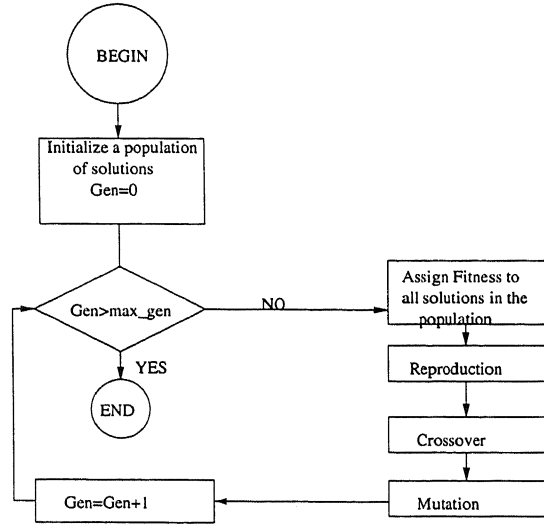 BEGIN
Initialize a population
of solutions
Gen=0
Gen>max_gen
NO
YES
END
Assign Fitness to
all solutions in the
population
Reproduction
Crossover
Mutation
Gen=Gen+1